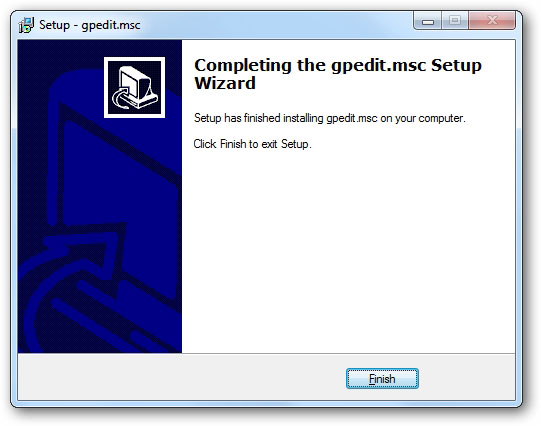 Setup - gpedit.msc
Completing the gpedit.msc Setup
Wizard
Setup has finished installing gpedit.msc on your computer.
Click Finish to exit Setup.
Finish